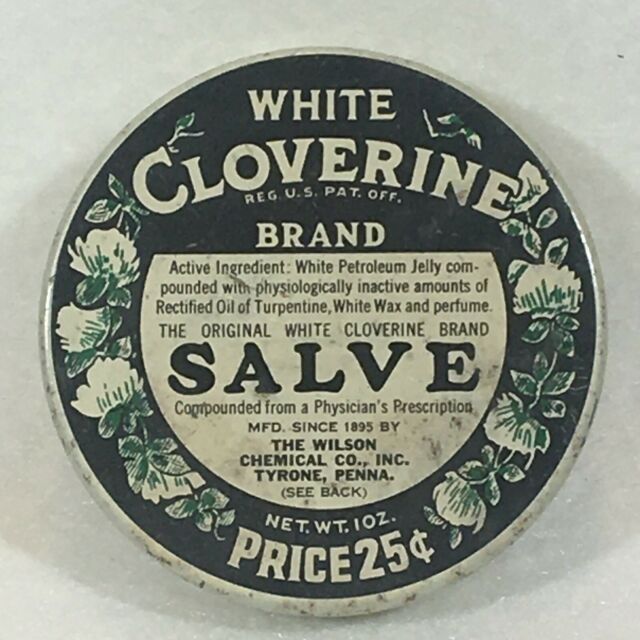 WHITE
CLOVERINE
REG. U.S. PAT. OFF.
BRAND
Active Ingredient: White Petroleum Jelly com-
pounded with physiologically inactive amounts of
Rectified Oil of Turpentine, White Wax and perfume.
THE ORIGINAL WHITE CLOVERINE BRAND
SALVE
Compounded from a Physician's Prescription
MFD. SINCE 1895 BY
THE WILSON
CHEMICAL CO., INC.
TYRONE, PENNA.
(SEE BACK)
NET. WT. 1OZ.
PRICE 25¢